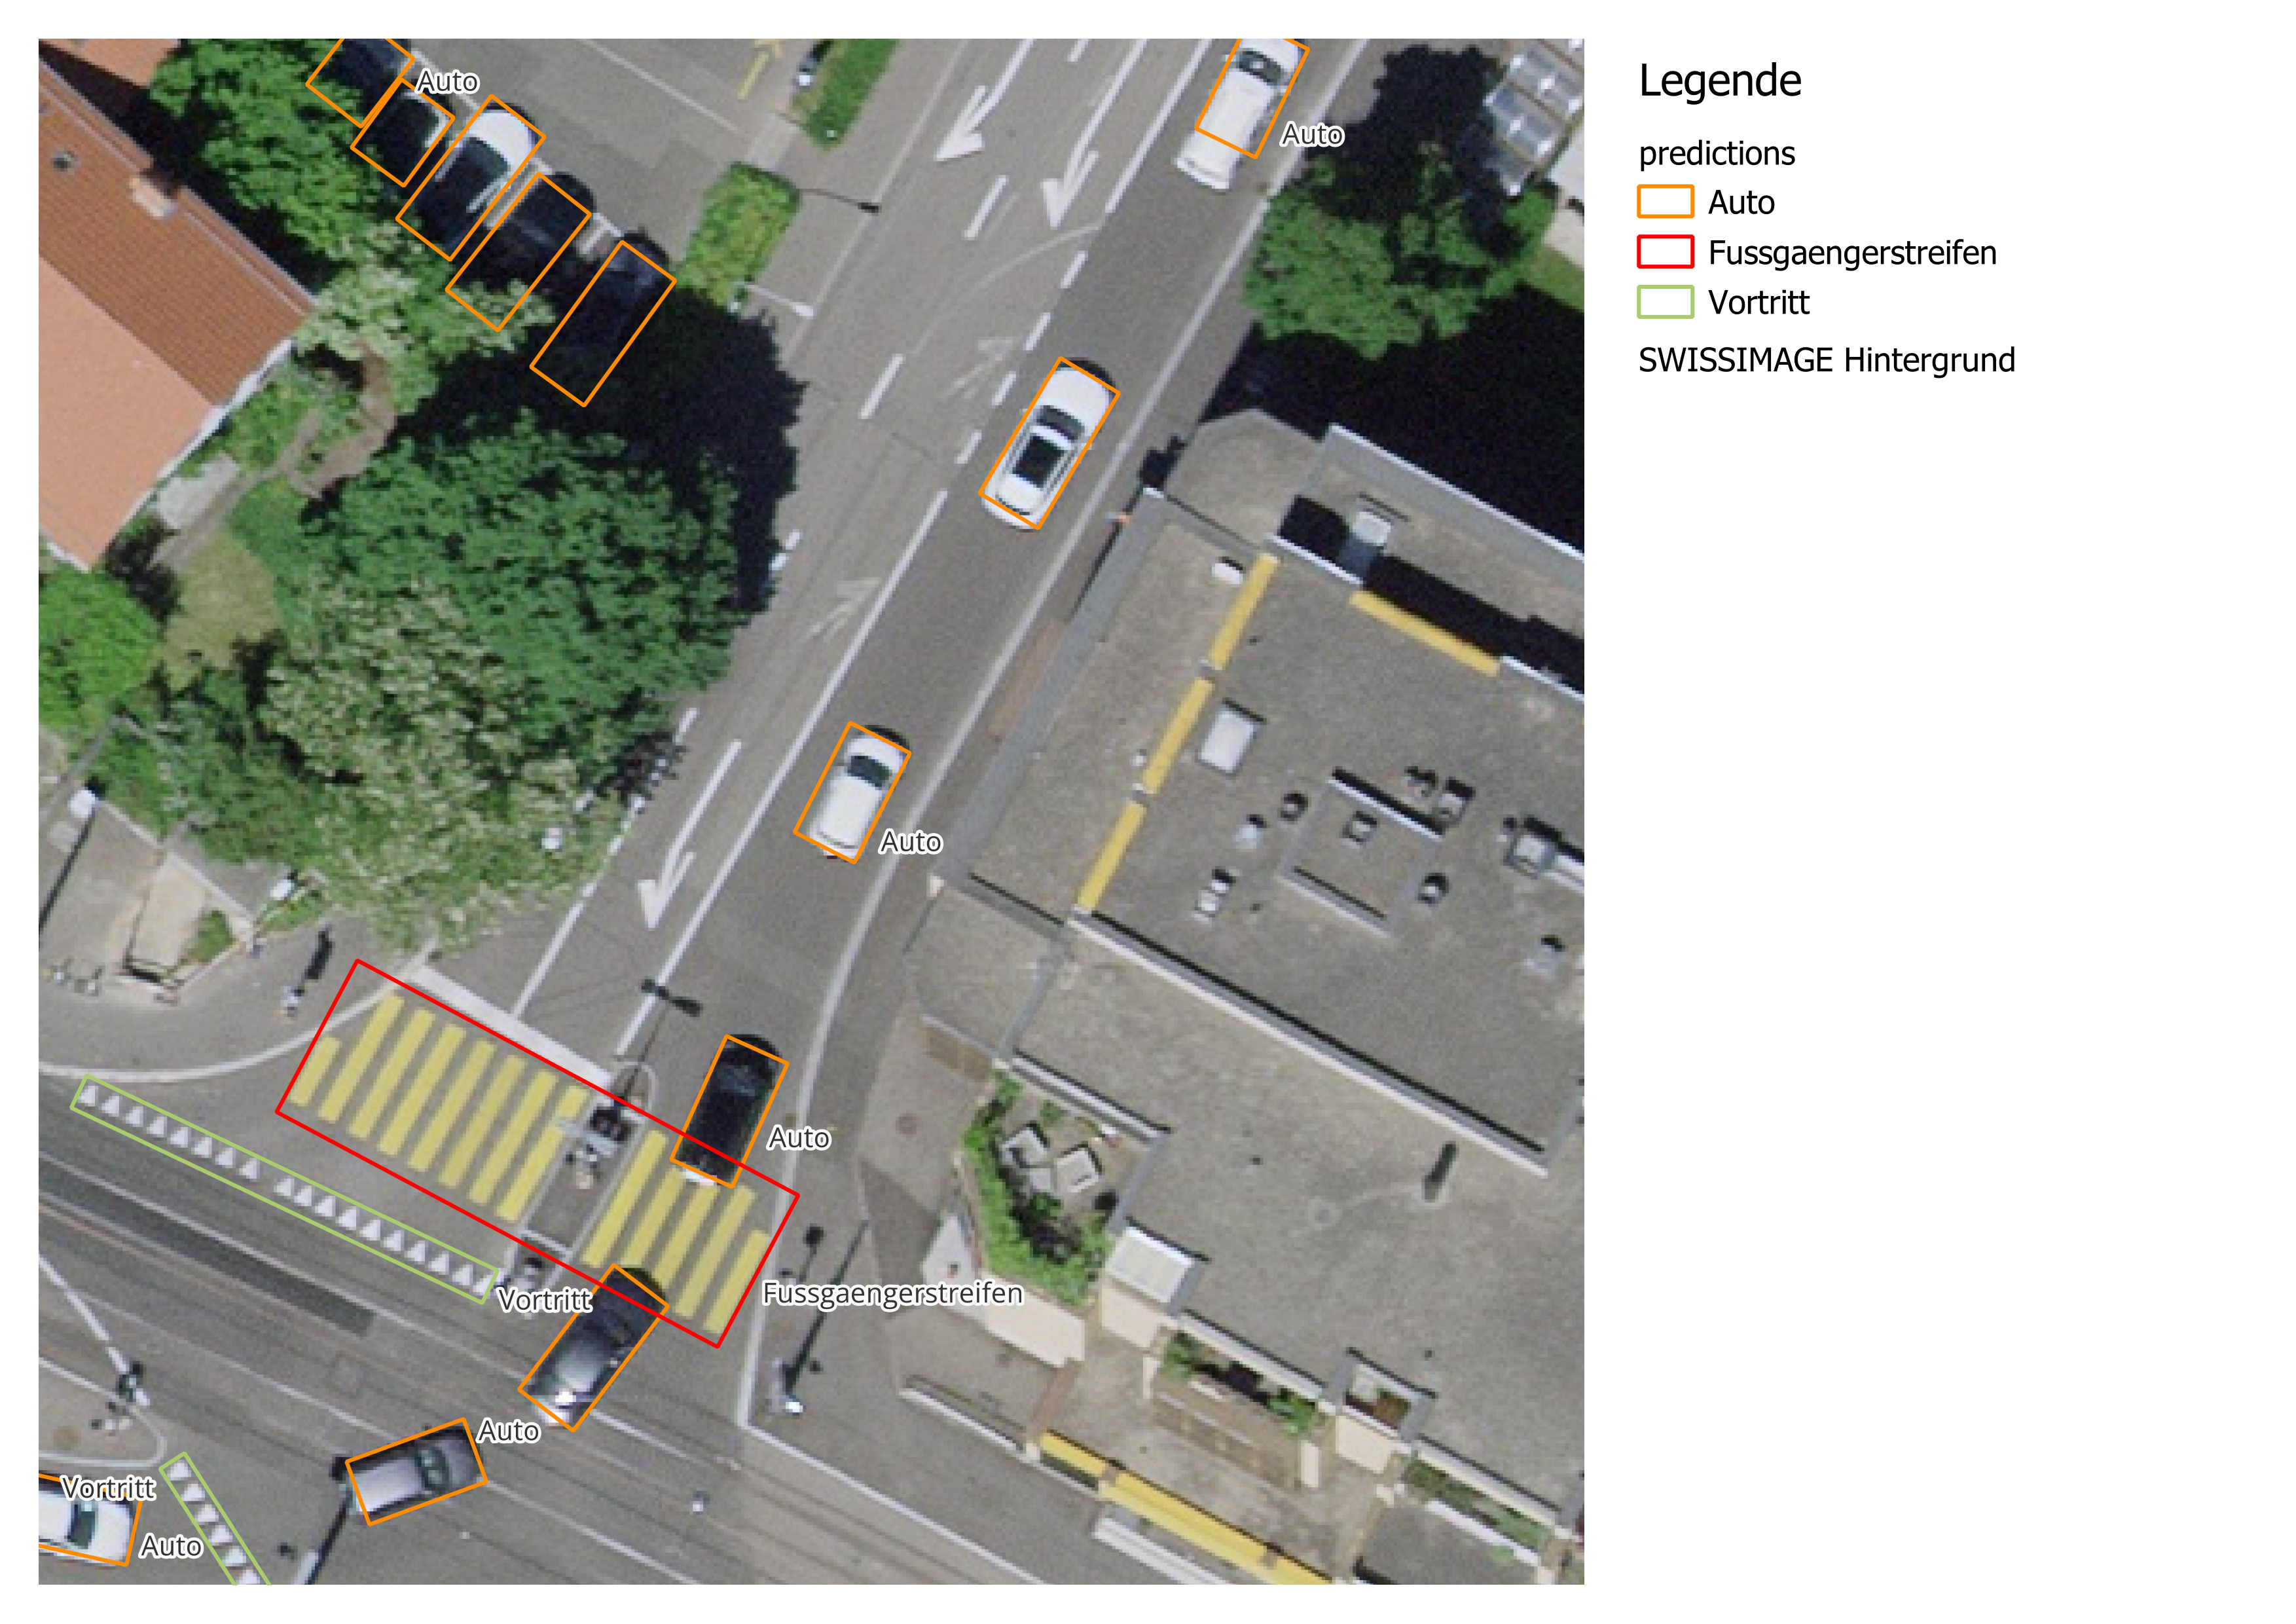 Legende
predictions
Auto
Fussgaengerstreifen
Vortritt
SWISSIMAGE Hintergrund
Auto
Auto
Auto
Auto
Fussgaengerstreifen
Vortritt
Auto
Vortritt
Auto